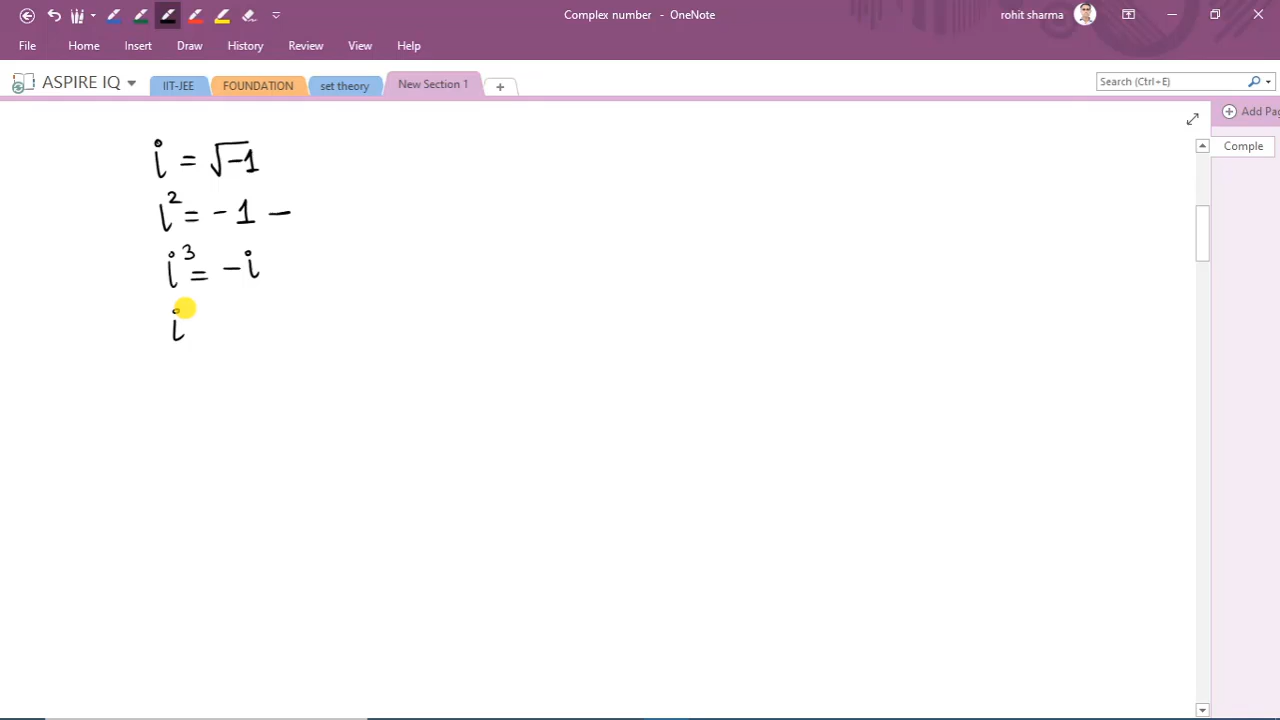 Complex number - OneNote
rohit sharma
File Home Insert Draw History Review View Help
ASPIRE IQ IIT-JEE FOUNDATION set theory New Section 1 +
Search (Ctrl+E)
Add Pag
Comple
i = √-1
i² = -1 -
i³ = -i
i